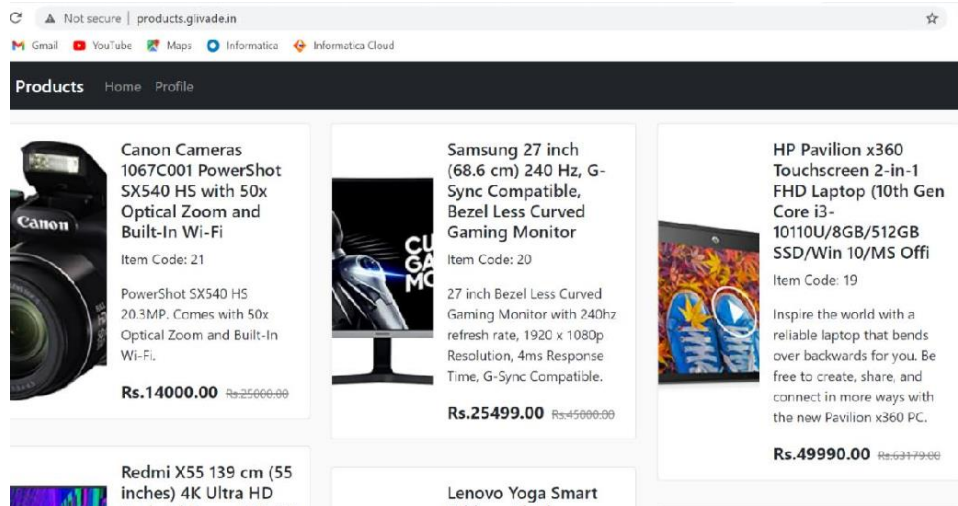 Not secure | products.glivade.in
Gmail YouTube Maps Informatica Informatica Cloud
Products Home Profile
Canon
Canon Cameras
1067C001 PowerShot
SX540 HS with 50x
Optical Zoom and
Built-In Wi-Fi
Item Code: 21
PowerShot SX540 HS
20.3MP. Comes with 50x
Optical Zoom and Built-In
Wi-Fi.
Rs.14000.00 Rs.25000.00
CU
GA
MO
Samsung 27 inch
(68.6 cm) 240 Hz, G-
Sync Compatible,
Bezel Less Curved
Gaming Monitor
Item Code: 20
27 inch Bezel Less Curved
Gaming Monitor with 240hz
refresh rate, 1920 x 1080p
Resolution, 4ms Response
Time, G-Sync Compatible.
Rs.25499.00 Rs.45000.00
HP Pavilion x360
Touchscreen 2-in-1
FHD Laptop (10th Gen
Core i3-
10110U/8GB/512GB
SSD/Win 10/MS Offi
Item Code: 19
Inspire the world with a
reliable laptop that bends
over backwards for you. Be
free to create, share, and
connect in more ways with
the new Pavilion x360 PC.
Rs.49990.00 Rs.63179.00
Redmi X55 139 cm (55
inches) 4K Ultra HD
Lenovo Yoga Smart